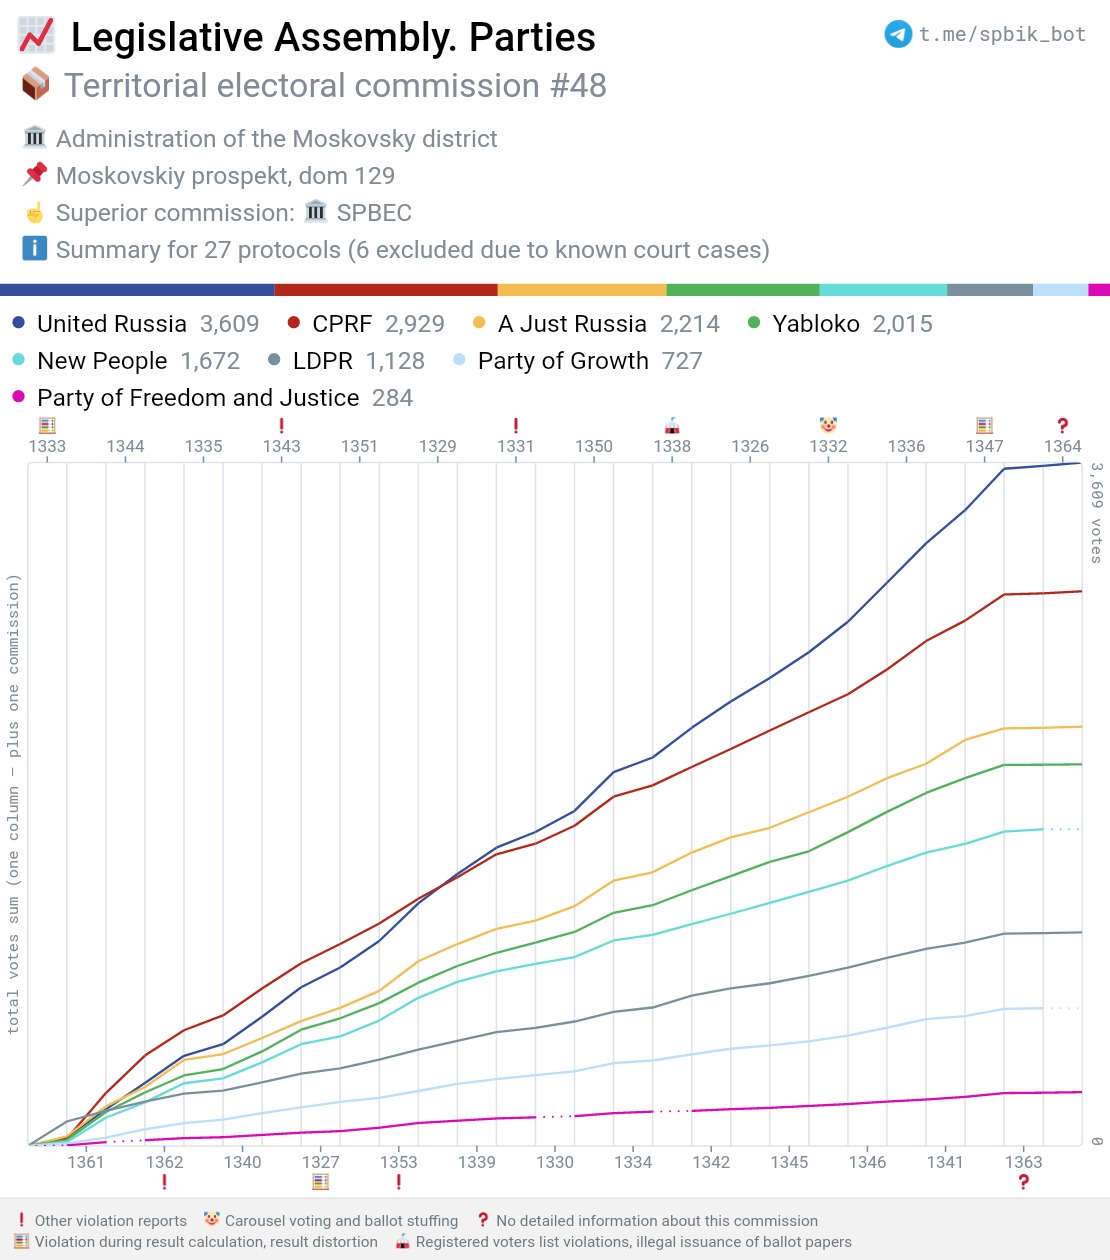 Legislative Assembly. Parties
t.me/spbik_bot
Territorial electoral commission #48
Administration of the Moskovsky district
Moskovskiy prospekt, dom 129
Superior commission: SPBEC
Summary for 27 protocols (6 excluded due to known court cases)
United Russia 3,609 CPRF 2,929 A Just Russia 2,214 Yabloko 2,015
New People 1,672 LDPR 1,128 Party of Growth 727
Party of Freedom and Justice 284
1333 1344 1335 1343 1351 1329 1331 1350 1338 1326 1332 1336 1347 1364
3,609 votes
total votes sum (one column – plus one commission)
0
1361 1362 1340 1327 1353 1339 1330 1334 1342 1345 1346 1341 1363
Other violation reports Carousel voting and ballot stuffing No detailed information about this commission
Violation during result calculation, result distortion Registered voters list violations, illegal issuance of ballot papers